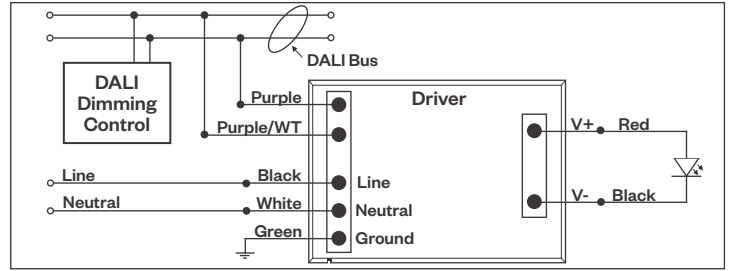 DALI Bus
DALI
Dimming
Control
Purple
Driver
Purple/WT
V+ Red
Line Black Line
Neutral White Neutral
V- Black
Green Ground